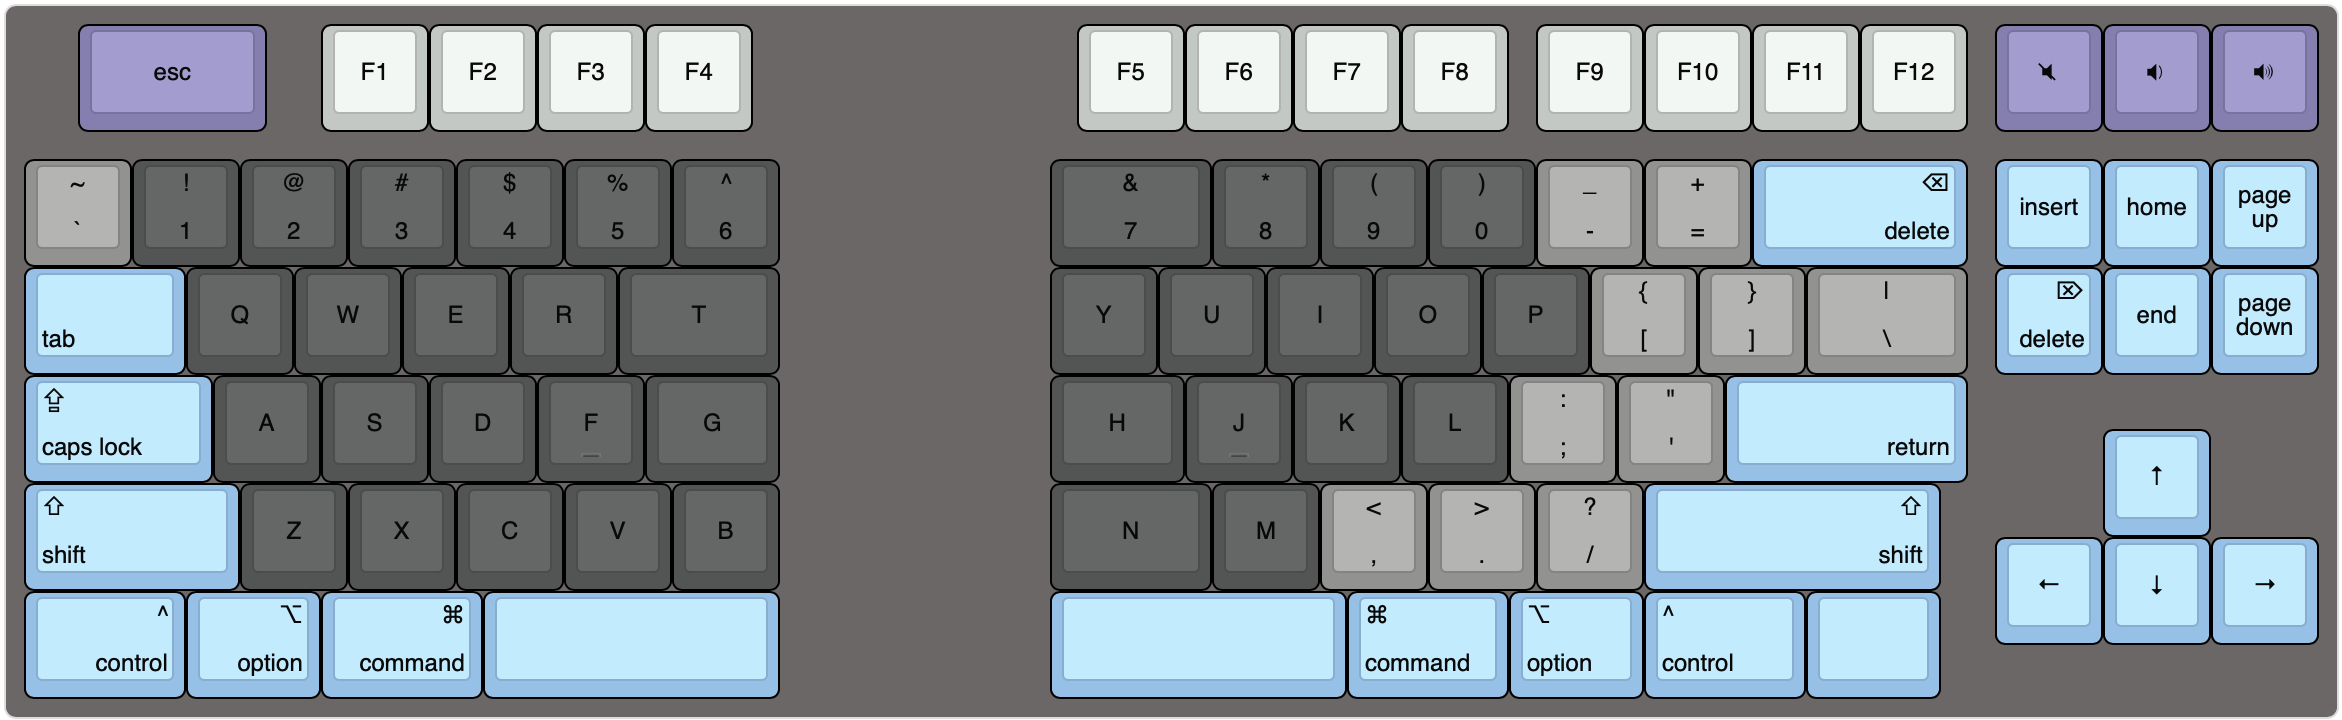 esc F1 F2 F3 F4 F5 F6 F7 F8 F9 F10 F11 F12
~ ! @ # $ % ^ & * ( ) _ + ⌫
` 1 2 3 4 5 6 7 8 9 0 - = delete
insert home page up
tab Q W E R T Y U I O P { } |
[ ] \
⌦ delete end page down
⇪ caps lock A S D F G H J K L : "
; ' return
⇧ shift Z X C V B N M < > ? ⇧
, . / shift
↑
^ ⌥ ⌘ ⌘ ⌥ ^
control option command command option control
← ↓ →